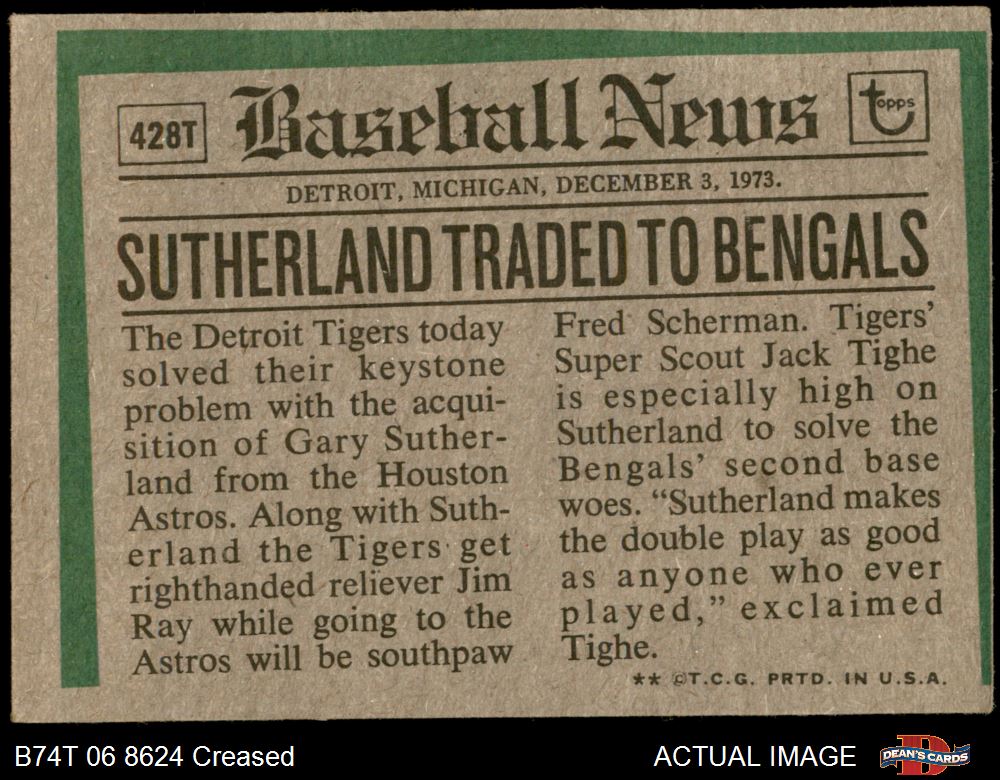 428T
Baseball News
topps
DETROIT, MICHIGAN, DECEMBER 3, 1973.
SUTHERLAND TRADED TO BENGALS
The Detroit Tigers today
solved their keystone
problem with the acqui-
sition of Gary Suther-
land from the Houston
Astros. Along with Suth-
erland the Tigers get
righthanded reliever Jim
Ray while going to the
Astros will be southpaw
Fred Scherman. Tigers'
Super Scout Jack Tighe
is especially high on
Sutherland to solve the
Bengals' second base
woes. “Sutherland makes
the double play as good
as anyone who ever
played,” exclaimed
Tighe.
** ©T.C.G. PRTD. IN U.S.A.
B74T 06 8624 Creased
ACTUAL IMAGE
DEAN'S CARDS